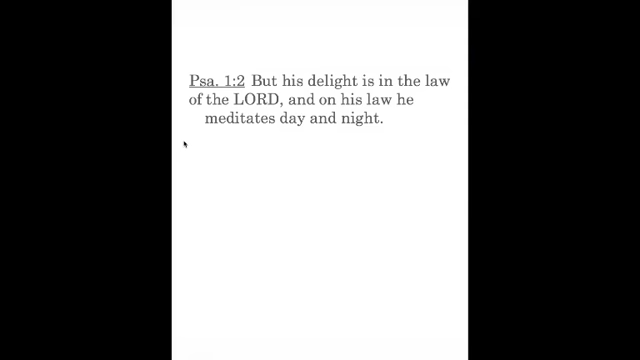 Psa. 1:2 But his delight is in the law
of the LORD, and on his law he
meditates day and night.